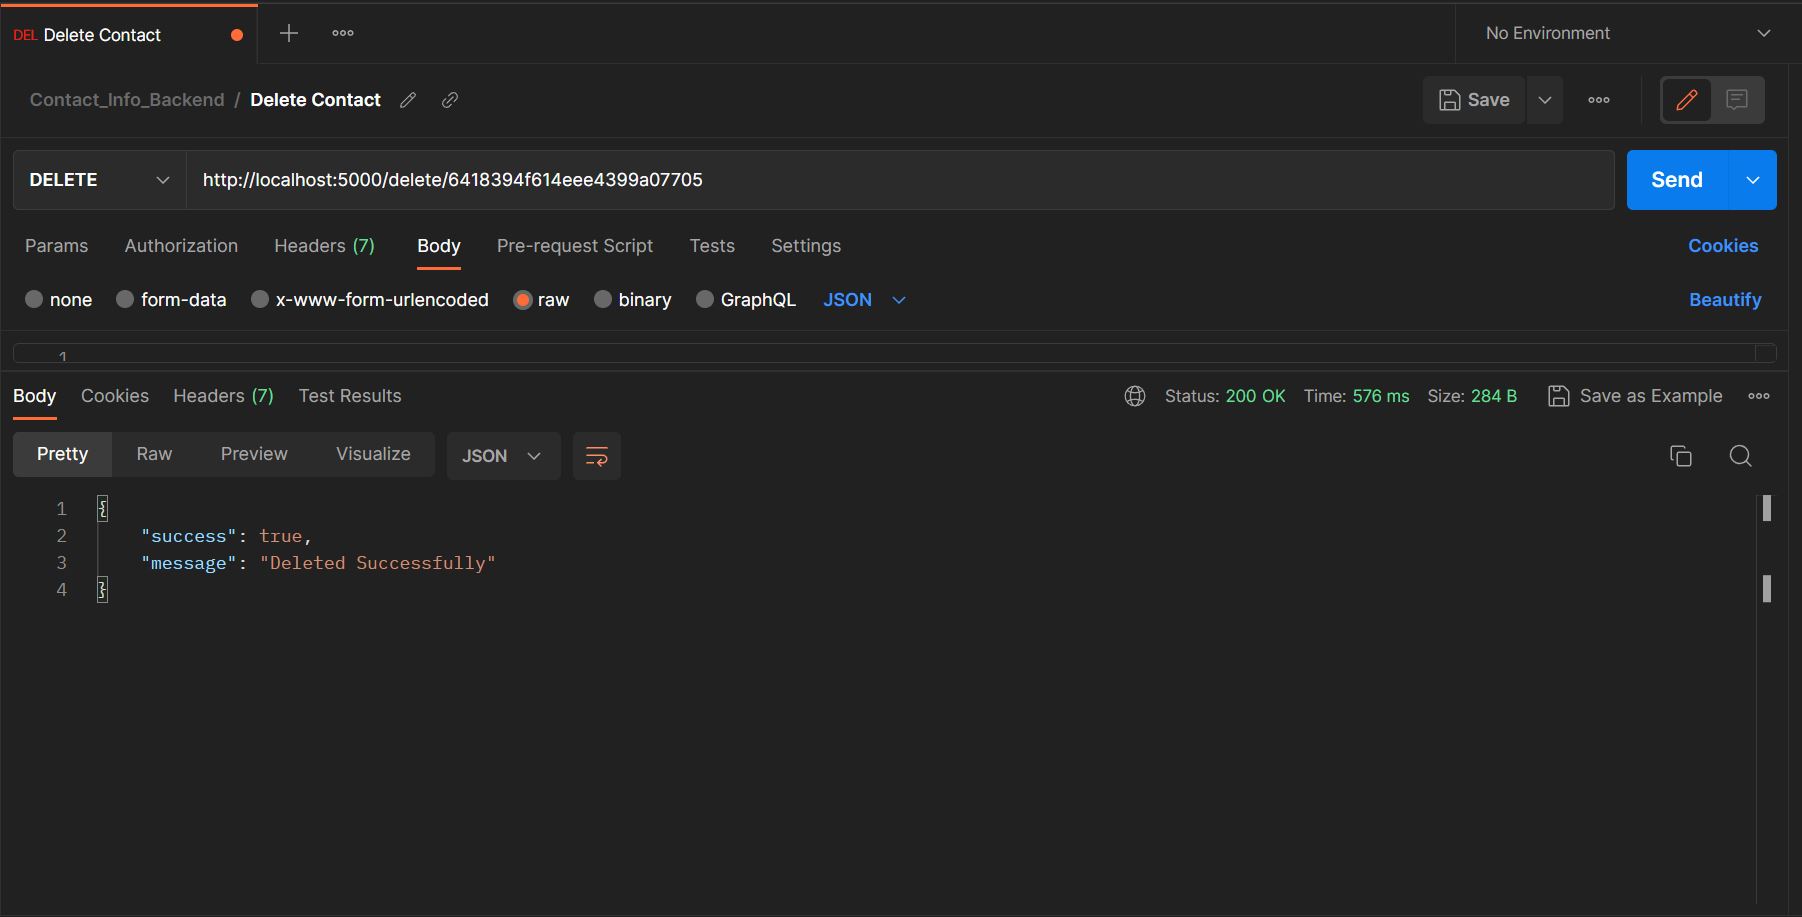 DEL Delete Contact
No Environment
Contact_Info_Backend / Delete Contact
Save
DELETE
http://localhost:5000/delete/6418394f614eee4399a07705
Send
Params Authorization Headers (7) Body Pre-request Script Tests Settings Cookies
none form-data x-www-form-urlencoded raw binary GraphQL JSON Beautify
1
Body Cookies Headers (7) Test Results Status: 200 OK Time: 576 ms Size: 284 B Save as Example
Pretty Raw Preview Visualize JSON
1 {
2 "success": true,
3 "message": "Deleted Successfully"
4 }